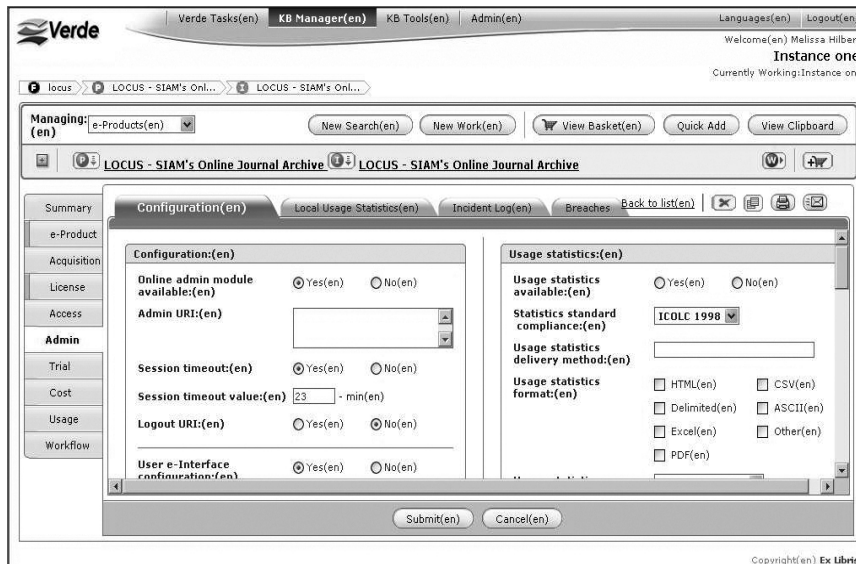 Verde
Verde Tasks(en) KB Manager(en) KB Tools(en) Admin(en)
Languages(en) Logout(en
Welcome(en) Melissa Hilber
Instance one
Currently Working:Instance on
F locus P LOCUS - SIAM's Onl... I LOCUS - SIAM's Onl...
Managing:(en) e-Products(en) New Search(en) New Work(en) View Basket(en) Quick Add View Clipboard
P LOCUS - SIAM's Online Journal Archive I LOCUS - SIAM's Online Journal Archive W
Summary
e-Product
Acquisition
License
Access
Admin
Trial
Cost
Usage
Workflow
Configuration(en) Local Usage Statistics(en) Incident Log(en) Breaches Back to list(en)
Configuration:(en)
Online admin module available:(en) Yes(en) No(en)
Admin URI:(en)
Session timeout:(en) Yes(en) No(en)
Session timeout value:(en) 23 - min(en)
Logout URI:(en) Yes(en) No(en)
User e-Interface configuration:(en) Yes(en) No(en)
Usage statistics:(en)
Usage statistics available:(en) Yes(en) No(en)
Statistics standard compliance:(en) ICOLC 1998
Usage statistics delivery method:(en)
Usage statistics format:(en)
HTML(en) CSV(en)
Delimited(en) ASCII(en)
Excel(en) Other(en)
PDF(en)
Submit(en) Cancel(en)
Copyright(en) Ex Libris